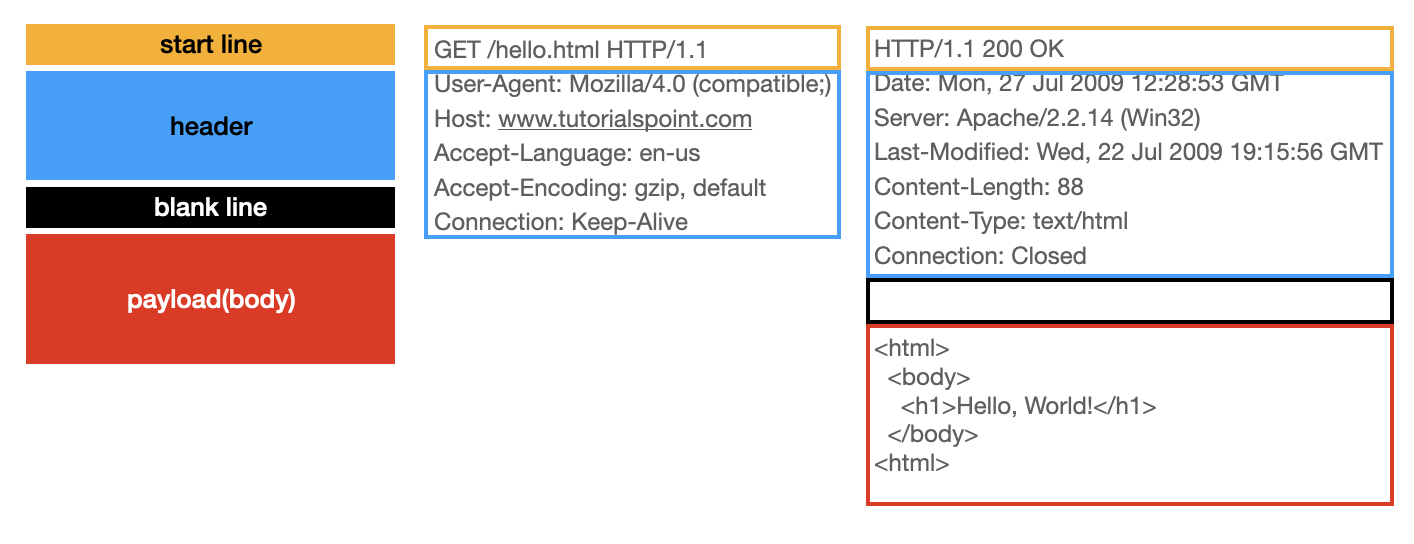 start line
header
blank line
payload(body)
GET /hello.html HTTP/1.1
User-Agent: Mozilla/4.0 (compatible;)
Host: www.tutorialspoint.com
Accept-Language: en-us
Accept-Encoding: gzip, default
Connection: Keep-Alive
HTTP/1.1 200 OK
Date: Mon, 27 Jul 2009 12:28:53 GMT
Server: Apache/2.2.14 (Win32)
Last-Modified: Wed, 22 Jul 2009 19:15:56 GMT
Content-Length: 88
Content-Type: text/html
Connection: Closed
<html>
<body>
<h1>Hello, World!</h1>
</body>
<html>